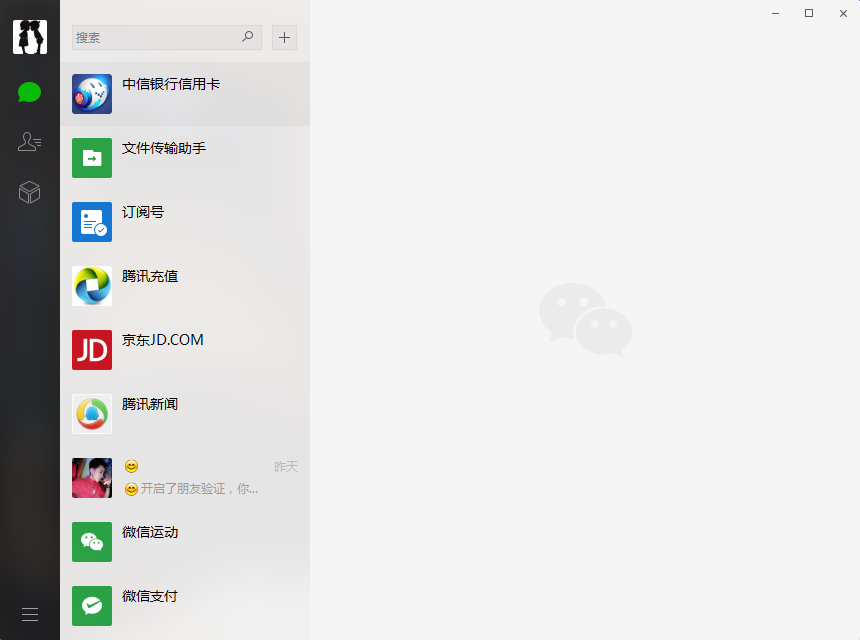 搜索
中信银行信用卡
文件传输助手
订阅号
腾讯充值
JD
京东JD.COM
腾讯新闻
😊 昨天
😊开启了朋友验证，你...
微信运动
微信支付